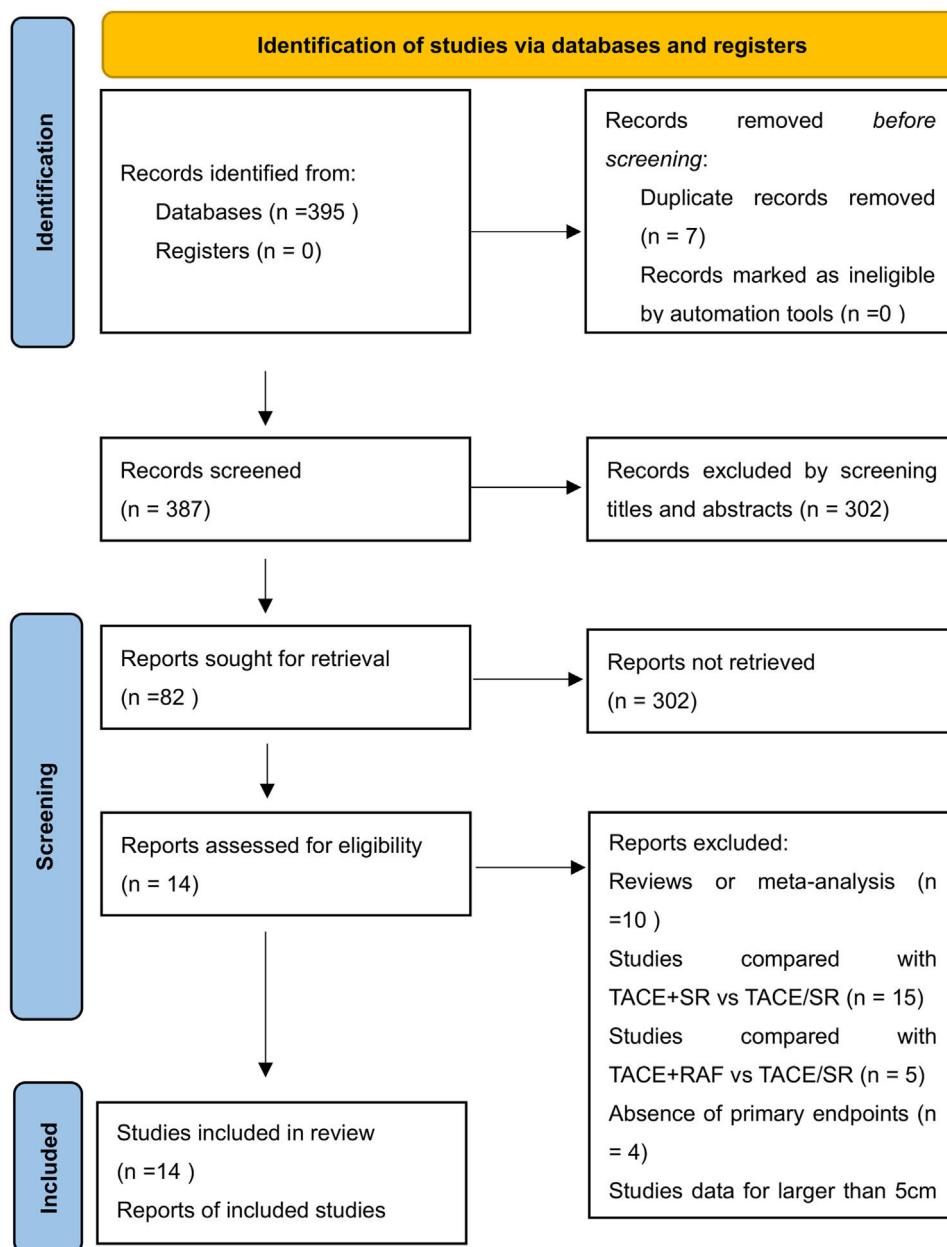 Identification of studies via databases and registers
Identification
Records identified from:
Databases (n =395 )
Registers (n = 0)
Records removed before
screening:
Duplicate records removed
(n = 7)
Records marked as ineligible
by automation tools (n =0 )
Records screened
(n = 387)
Records excluded by screening
titles and abstracts (n = 302)
Screening
Reports sought for retrieval
(n =82 )
Reports not retrieved
(n = 302)
Reports assessed for eligibility
(n = 14)
Reports excluded:
Reviews or meta-analysis (n
=10 )
Studies compared with
TACE+SR vs TACE/SR (n = 15)
Studies compared with
TACE+RAF vs TACE/SR (n = 5)
Absence of primary endpoints (n
= 4)
Studies data for larger than 5cm
Included
Studies included in review
(n =14 )
Reports of included studies